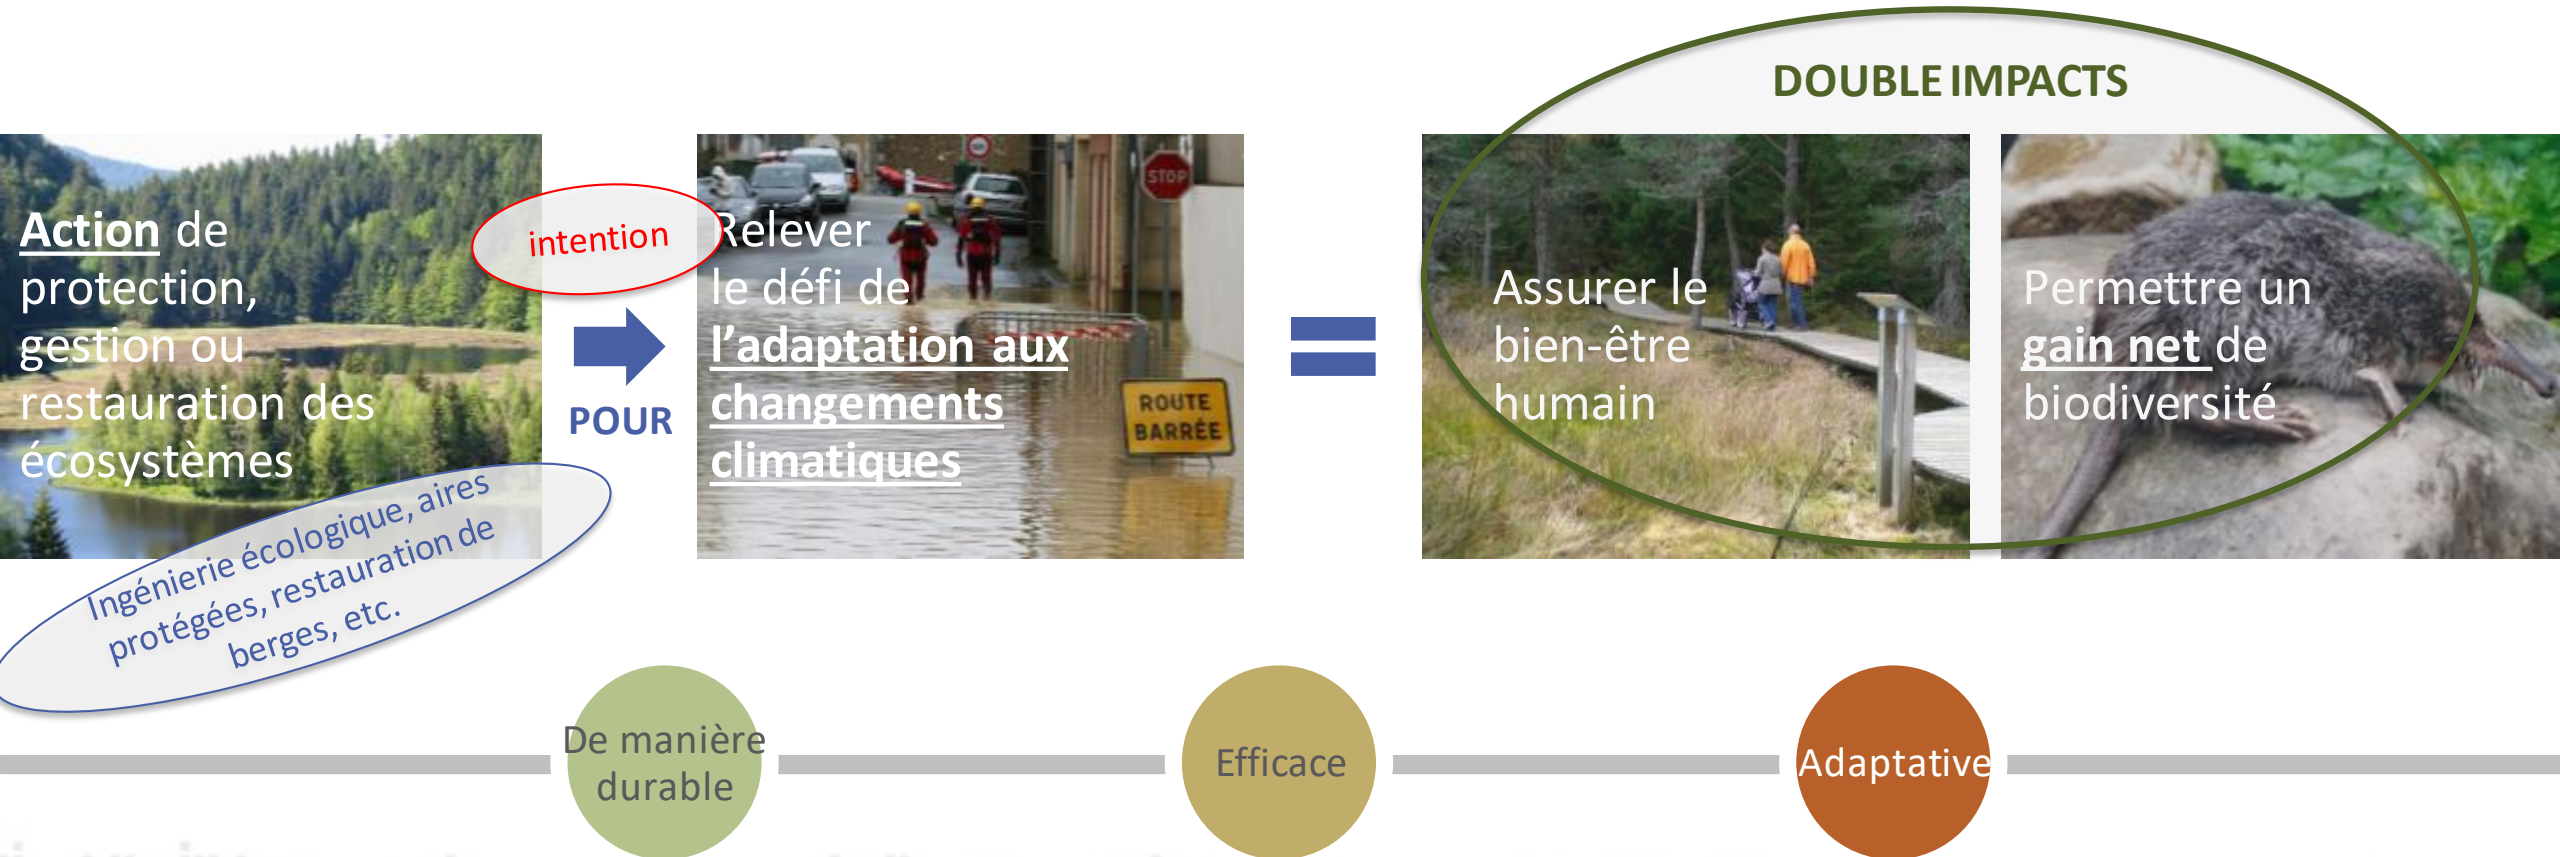 DOUBLE IMPACTS
Action de
protection,
gestion ou
restauration des
écosystèmes
intention
POUR
Relever
le défi de
l'adaptation aux
changements
climatiques
STOP
ROUTE
BARRÉE
Assurer le
bien-être
humain
Permettre un
gain net de
biodiversité
Ingénierie écologique, aires
protégées, restauration de
berges, etc.
De manière
durable
Efficace
Adaptative